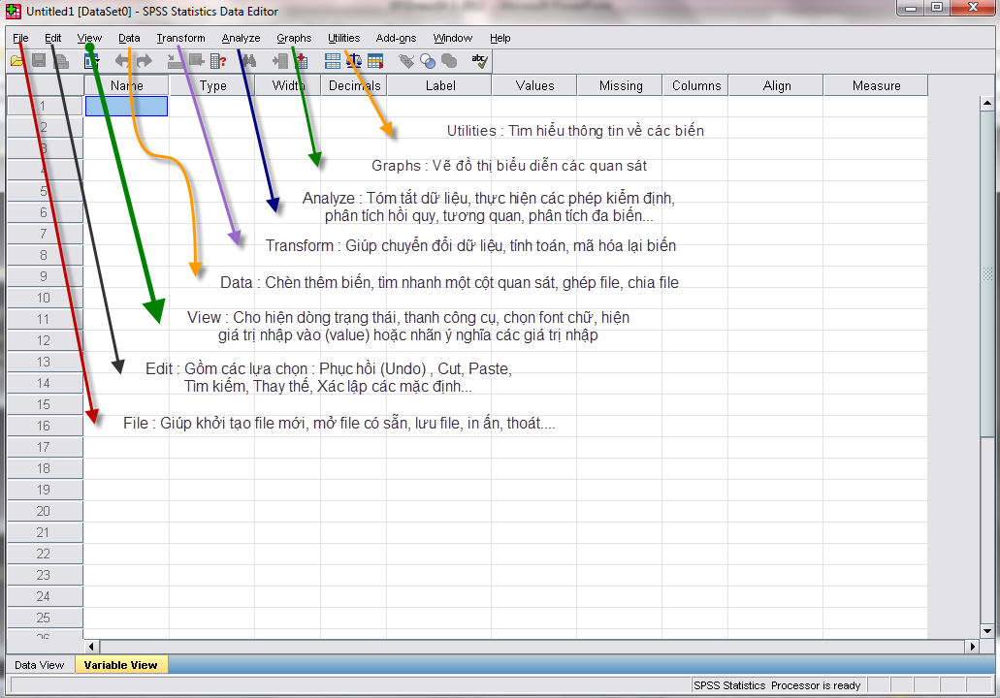 Untitled1 [DataSet0] - SPSS Statistics Data Editor
File Edit View Data Transform Analyze Graphs Utilities Add-ons Window Help
Name Type Width Decimals Label Values Missing Columns Align Measure
1
2
Utilities : Tìm hiểu thông tin về các biến
3
Graphs : Vẽ đồ thị biểu diễn các quan sát
4
5
Analyze : Tóm tắt dữ liệu, thực hiện các phép kiểm định,
6
phân tích hồi quy, tương quan, phân tích đa biến...
7
Transform : Giúp chuyển đổi dữ liệu, tính toán, mã hóa lại biến
8
9
Data : Chèn thêm biến, tìm nhanh một cột quan sát, ghép file, chia file
10
11
View : Cho hiện dòng trạng thái, thanh công cụ, chọn font chữ, hiện
12
giá trị nhập vào (value) hoặc nhãn ý nghĩa các giá trị nhập
13
Edit : Gồm các lựa chọn : Phục hồi (Undo) , Cut, Paste,
14
Tìm kiếm, Thay thế, Xác lập các mặc định...
15
16
File : Giúp khởi tạo file mới, mở file có sẵn, lưu file, in ấn, thoát....
17
18
19
20
21
22
23
24
25
26
Data View Variable View
SPSS Statistics Processor is ready